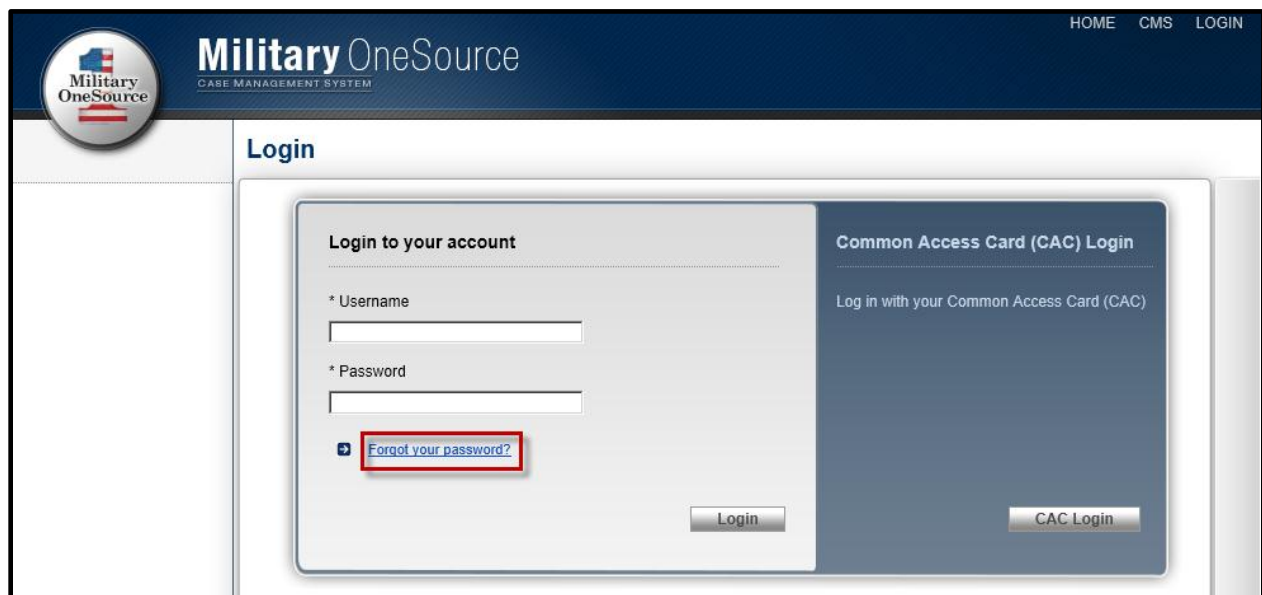 HOME CMS LOGIN
Military OneSource
CASE MANAGEMENT SYSTEM
Military
OneSource
Login
Login to your account
* Username
* Password
Forgot your password?
Login
Common Access Card (CAC) Login
Log in with your Common Access Card (CAC)
CAC Login